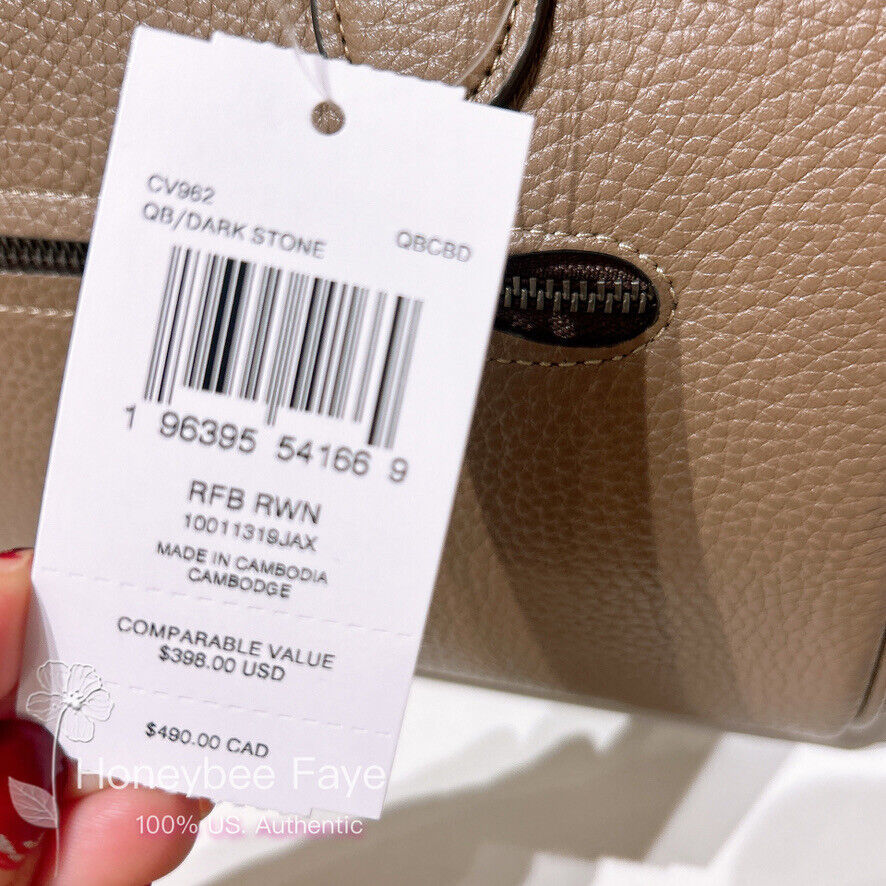 CV962
QB/DARK STONE QBCBD
1 96395 54166 9
RFB RWN
10011319JAX
MADE IN CAMBODIA
CAMBODGE
COMPARABLE VALUE
$398.00 USD
$490.00 CAD
Honeybee Faye
100% US. Authentic